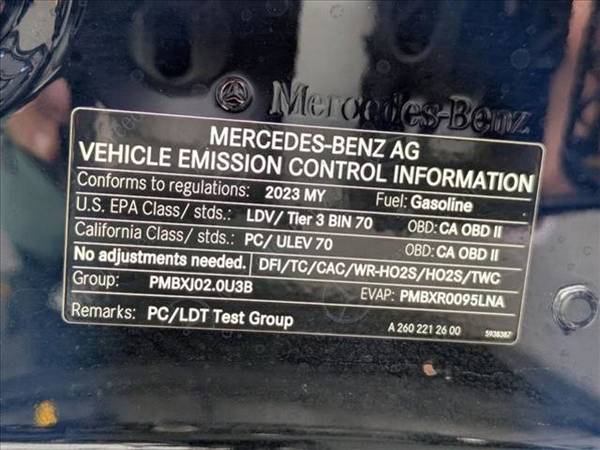 Mercedes-Benz
MERCEDES-BENZ AG
VEHICLE EMISSION CONTROL INFORMATION
Conforms to regulations: 2023 MY Fuel: Gasoline
U.S. EPA Class/ stds.: LDV/ Tier 3 BIN 70 OBD: CA OBD II
California Class/ stds.: PC/ ULEV 70 OBD: CA OBD II
No adjustments needed. DFI/TC/CAC/WR-HO2S/HO2S/TWC
Group: PMBXJ02.0U3B EVAP: PMBXR0095LNA
Remarks: PC/LDT Test Group A 260 221 26 00 5938387